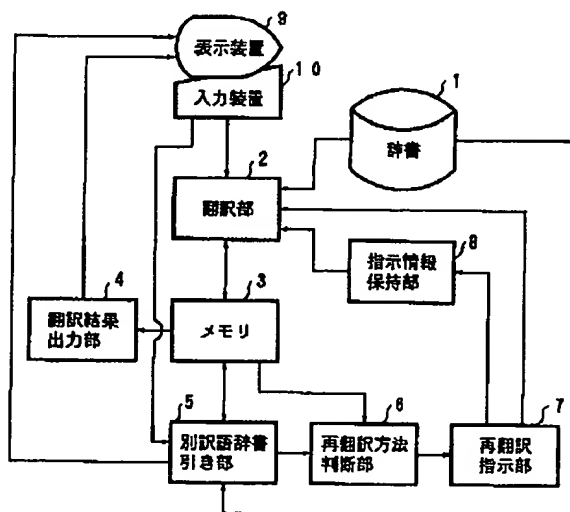 9
表示装置
10
入力装置
1
辞書
2
翻訳部
8
指示情報
保持部
4
翻訳結果
出力部
3
メモリ
5
別訳語辞書
引き部
6
再翻訳方法
判断部
7
再翻訳
指示部